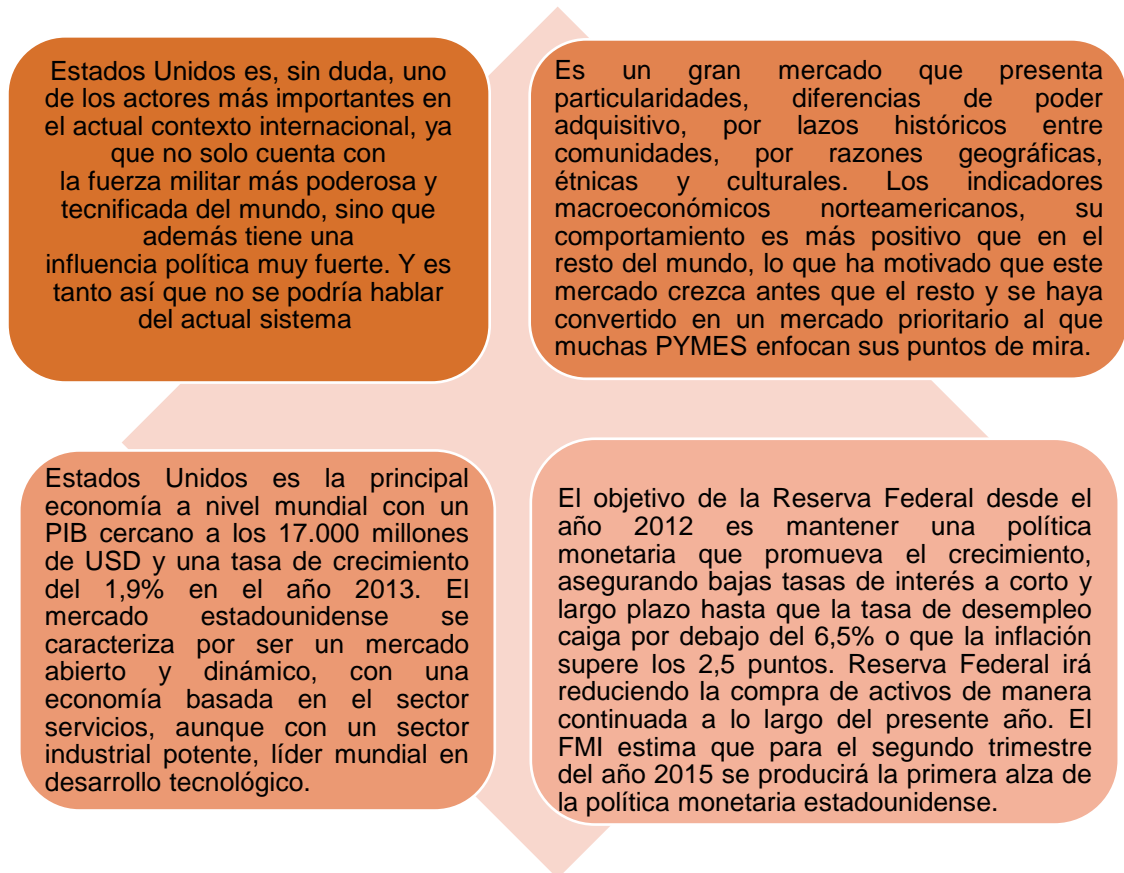 Estados Unidos es, sin duda, uno
de los actores más importantes en
el actual contexto internacional, ya
que no solo cuenta con
la fuerza militar más poderosa y
tecnificada del mundo, sino que
además tiene una
influencia política muy fuerte. Y es
tanto así que no se podría hablar
del actual sistema
Es un gran mercado que presenta
particularidades, diferencias de poder
adquisitivo, por lazos históricos entre
comunidades, por razones geográficas,
étnicas y culturales. Los indicadores
macroeconómicos norteamericanos, su
comportamiento es más positivo que en el
resto del mundo, lo que ha motivado que este
mercado crezca antes que el resto y se haya
convertido en un mercado prioritario al que
muchas PYMES enfocan sus puntos de mira.
Estados Unidos es la principal
economía a nivel mundial con un
PIB cercano a los 17.000 millones
de USD y una tasa de crecimiento
del 1,9% en el año 2013. El
mercado estadounidense se
caracteriza por ser un mercado
abierto y dinámico, con una
economía basada en el sector
servicios, aunque con un sector
industrial potente, líder mundial en
desarrollo tecnológico.
El objetivo de la Reserva Federal desde el
año 2012 es mantener una política
monetaria que promueva el crecimiento,
asegurando bajas tasas de interés a corto y
largo plazo hasta que la tasa de desempleo
caiga por debajo del 6,5% o que la inflación
supere los 2,5 puntos. Reserva Federal irá
reduciendo la compra de activos de manera
continuada a lo largo del presente año. El
FMI estima que para el segundo trimestre
del año 2015 se producirá la primera alza de
la política monetaria estadounidense.